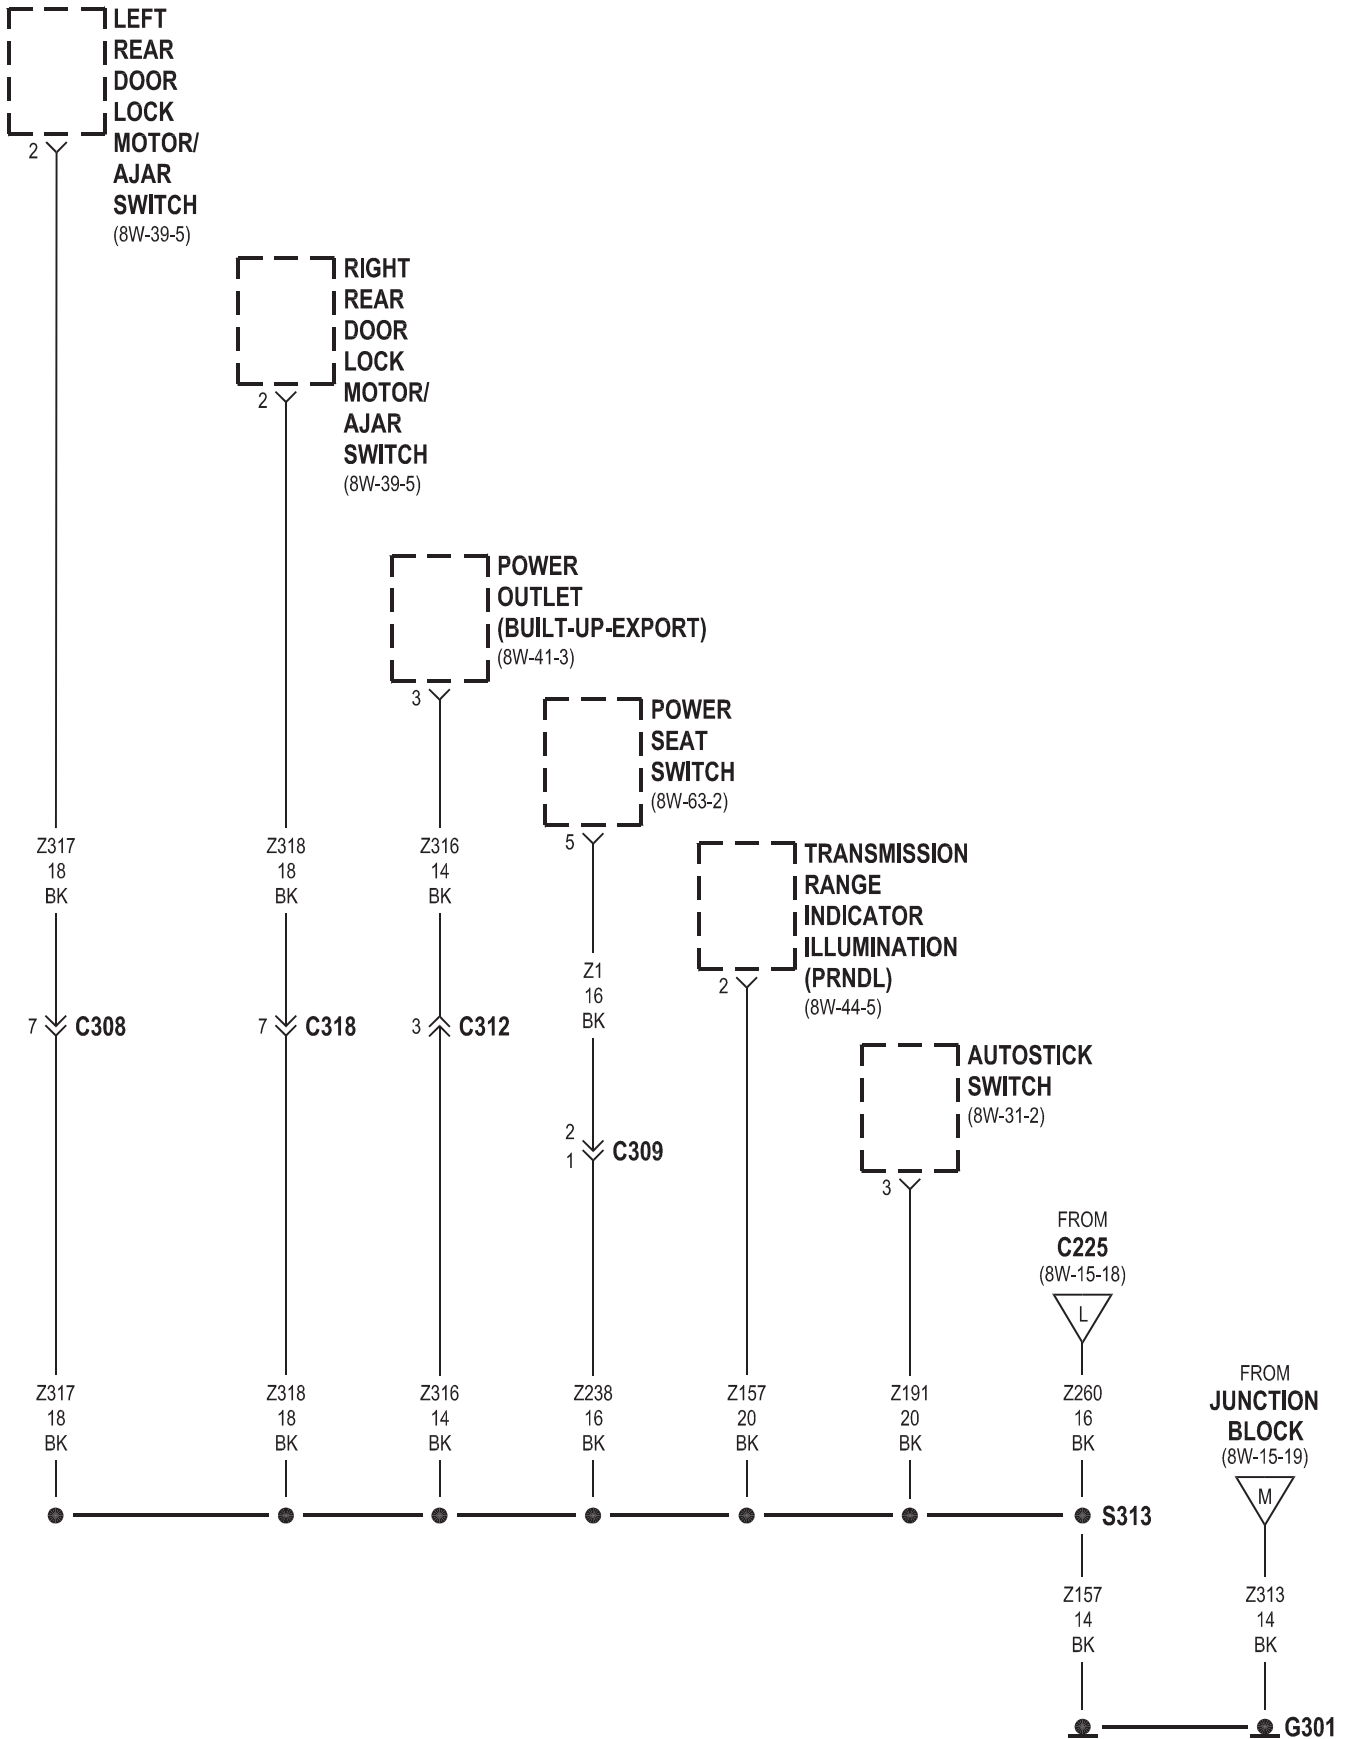 LEFT
REAR
DOOR
LOCK
MOTOR/
AJAR
SWITCH
(8W-39-5)
2
RIGHT
REAR
DOOR
LOCK
MOTOR/
AJAR
SWITCH
(8W-39-5)
2
POWER
OUTLET
(BUILT-UP-EXPORT)
(8W-41-3)
3
POWER
SEAT
SWITCH
(8W-63-2)
5
TRANSMISSION
RANGE
INDICATOR
ILLUMINATION
(PRNDL)
(8W-44-5)
2
AUTOSTICK
SWITCH
(8W-31-2)
3
Z317
18
BK
Z318
18
BK
Z316
14
BK
Z1
16
BK
7 C308
7 C318
3 C312
2
1 C309
FROM
C225
(8W-15-18)
L
FROM
JUNCTION
BLOCK
(8W-15-19)
M
Z317
18
BK
Z318
18
BK
Z316
14
BK
Z238
16
BK
Z157
20
BK
Z191
20
BK
Z260
16
BK
S313
Z157
14
BK
Z313
14
BK
G301